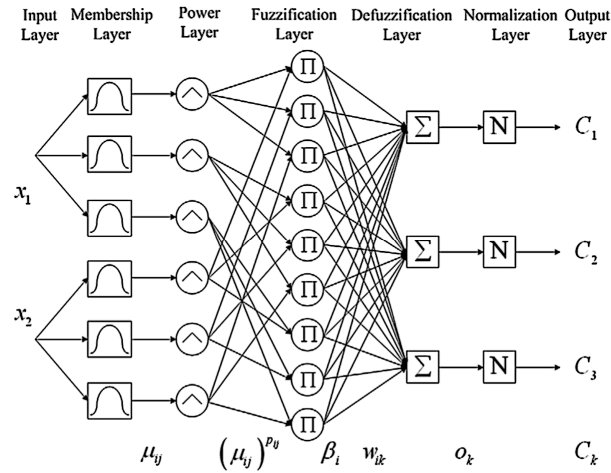 Input Layer
Membership Layer
Power Layer
Fuzzification Layer
Defuzzification Layer
Normalization Layer
Output Layer
x₁
x₂
∧
∧
∧
∧
∧
∧
Π
Π
Π
Π
Π
Π
Π
Π
Π
Σ
Σ
Σ
N
N
N
C₁
C₂
C₃
μᵢⱼ
(μᵢⱼ)^pᵢⱼ
βᵢ
wᵢₖ
oₖ
Cₖ